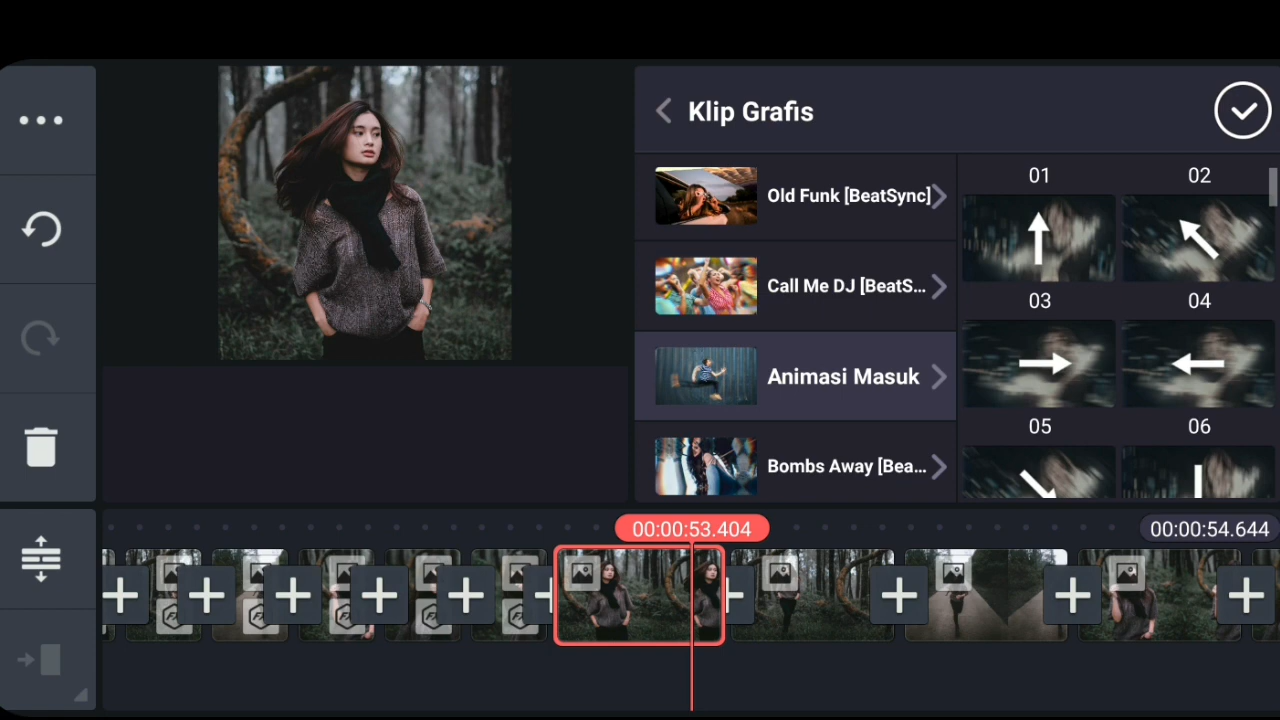 Klip Grafis
Old Funk [BeatSync]
Call Me DJ [BeatS...
Animasi Masuk
Bombs Away [Bea...
01
02
03
04
05
06
00:00:53.404
00:00:54.644